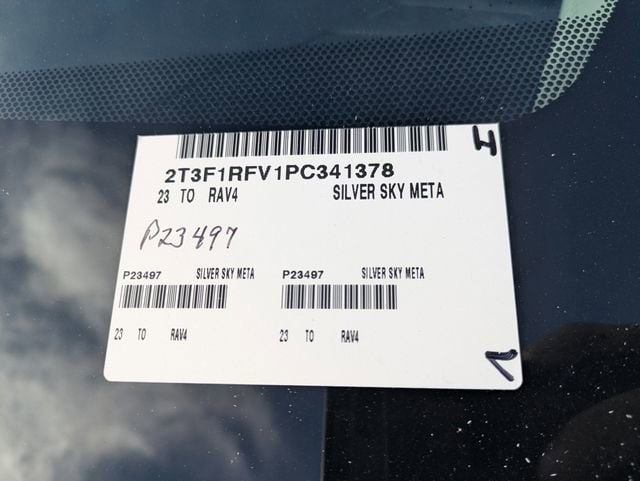 2T3F1RFV1PC341378
23 TO RAV4 SILVER SKY META
P23497
P23497 SILVER SKY META
23 TO RAV4
P23497 SILVER SKY META
23 TO RAV4